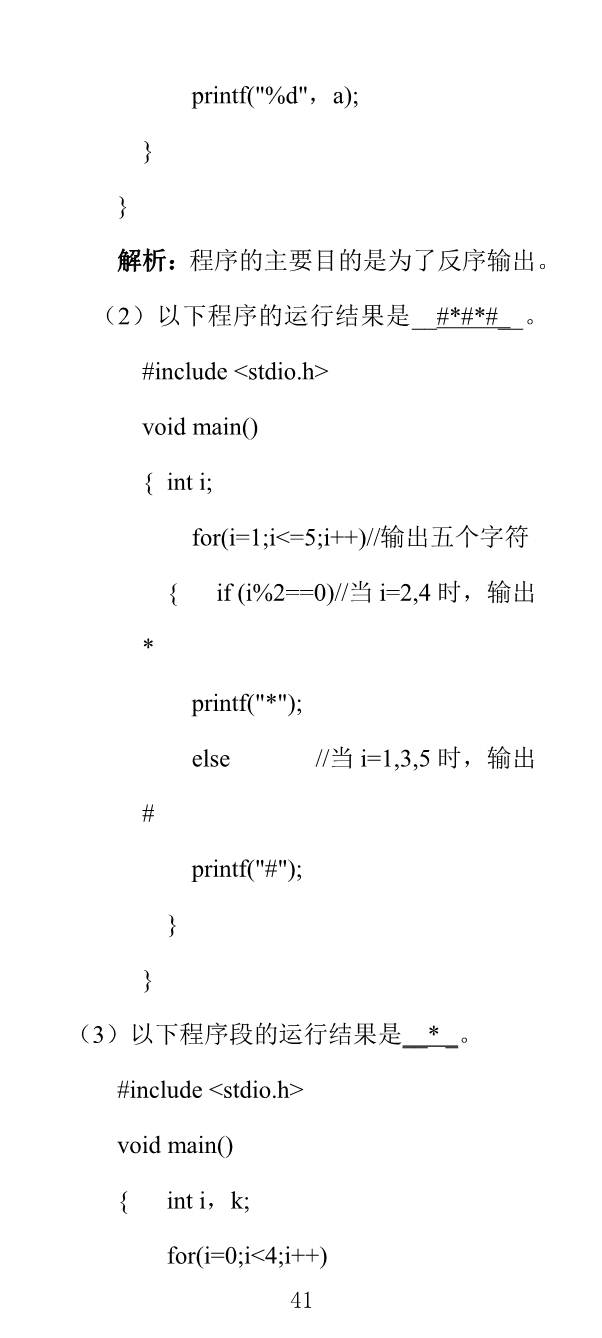 printf("%d"，a);
}
}
解析：程序的主要目的是为了反序输出。
（2）以下程序的运行结果是__#*#*#_ _。
#include <stdio.h>
void main()
{ int i;
for(i=1;i<=5;i++)//输出五个字符
{ if (i%2==0)//当 i=2,4 时，输出
*
printf("*");
else //当 i=1,3,5 时，输出
#
printf("#");
}
}
（3）以下程序段的运行结果是__*_。
#include <stdio.h>
void main()
{ int i，k;
for(i=0;i<4;i++)
41